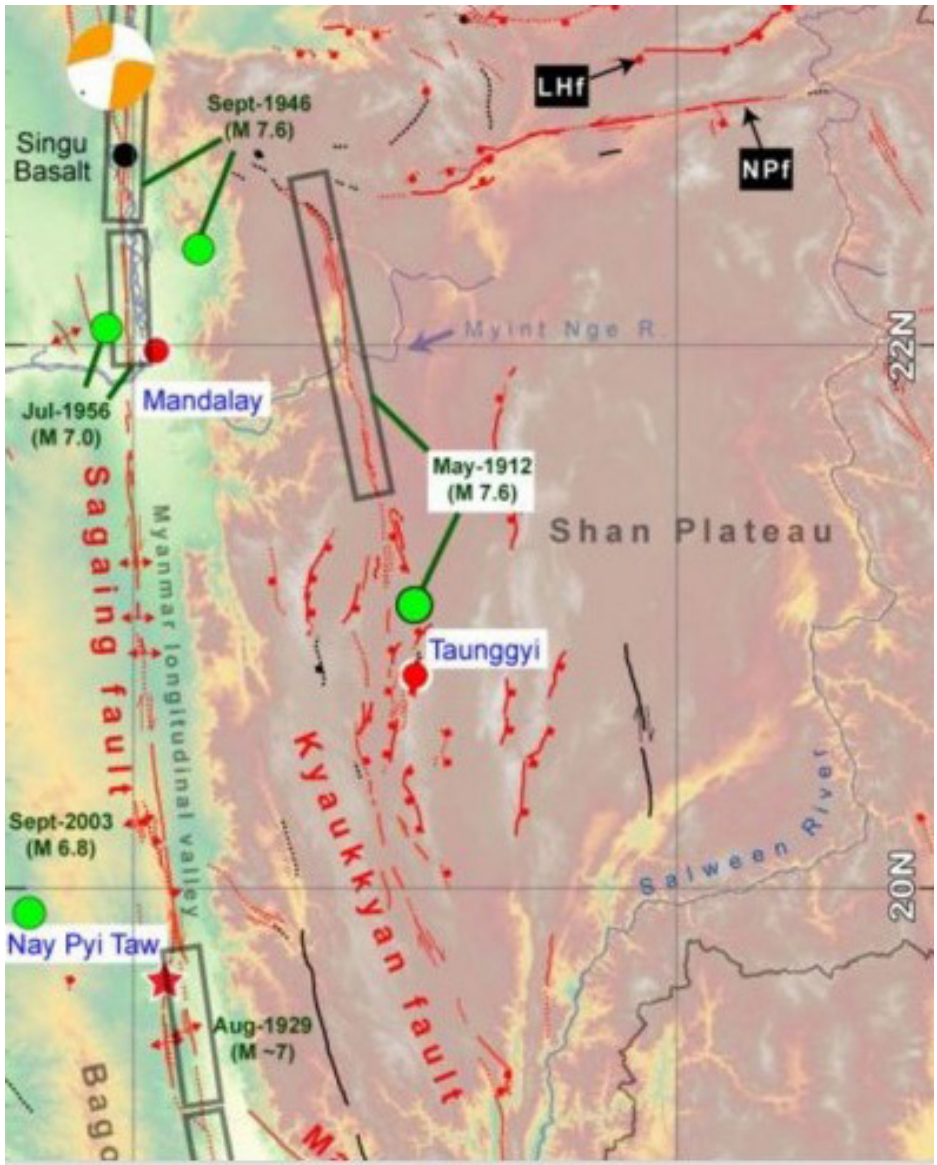 LHf
Sept-1946
(M 7.6)
Singu
Basalt
NPf
Myint Nge R.
22N
Mandalay
Jul-1956
(M 7.0)
May-1912
(M 7.6)
Sagaing fault
Myanmar longitudinal valley
Shan Plateau
Taunggyi
Kyaukkyan fault
Sept-2003
(M 6.8)
Salween River
20N
Nay Pyi Taw
Aug-1929
(M ~7)
Bago
Ma